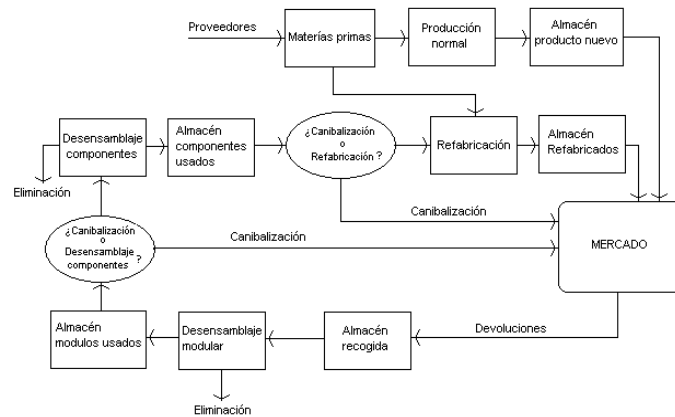 Proveedores
Materías primas
Producción
normal
Almacén
producto nuevo
Desensamblaje
componentes
Almacén
componentes
usados
¿Canibalización
o
Refabricación ?
Refabricación
Almacén
Refabricados
Eliminación
¿Canibalización
o
Desensamblaje ?
componentes
Canibalización
Canibalización
MERCADO
Almacén
modulos usados
Desensamblaje
modular
Almacén
recogida
Devoluciones
Eliminación